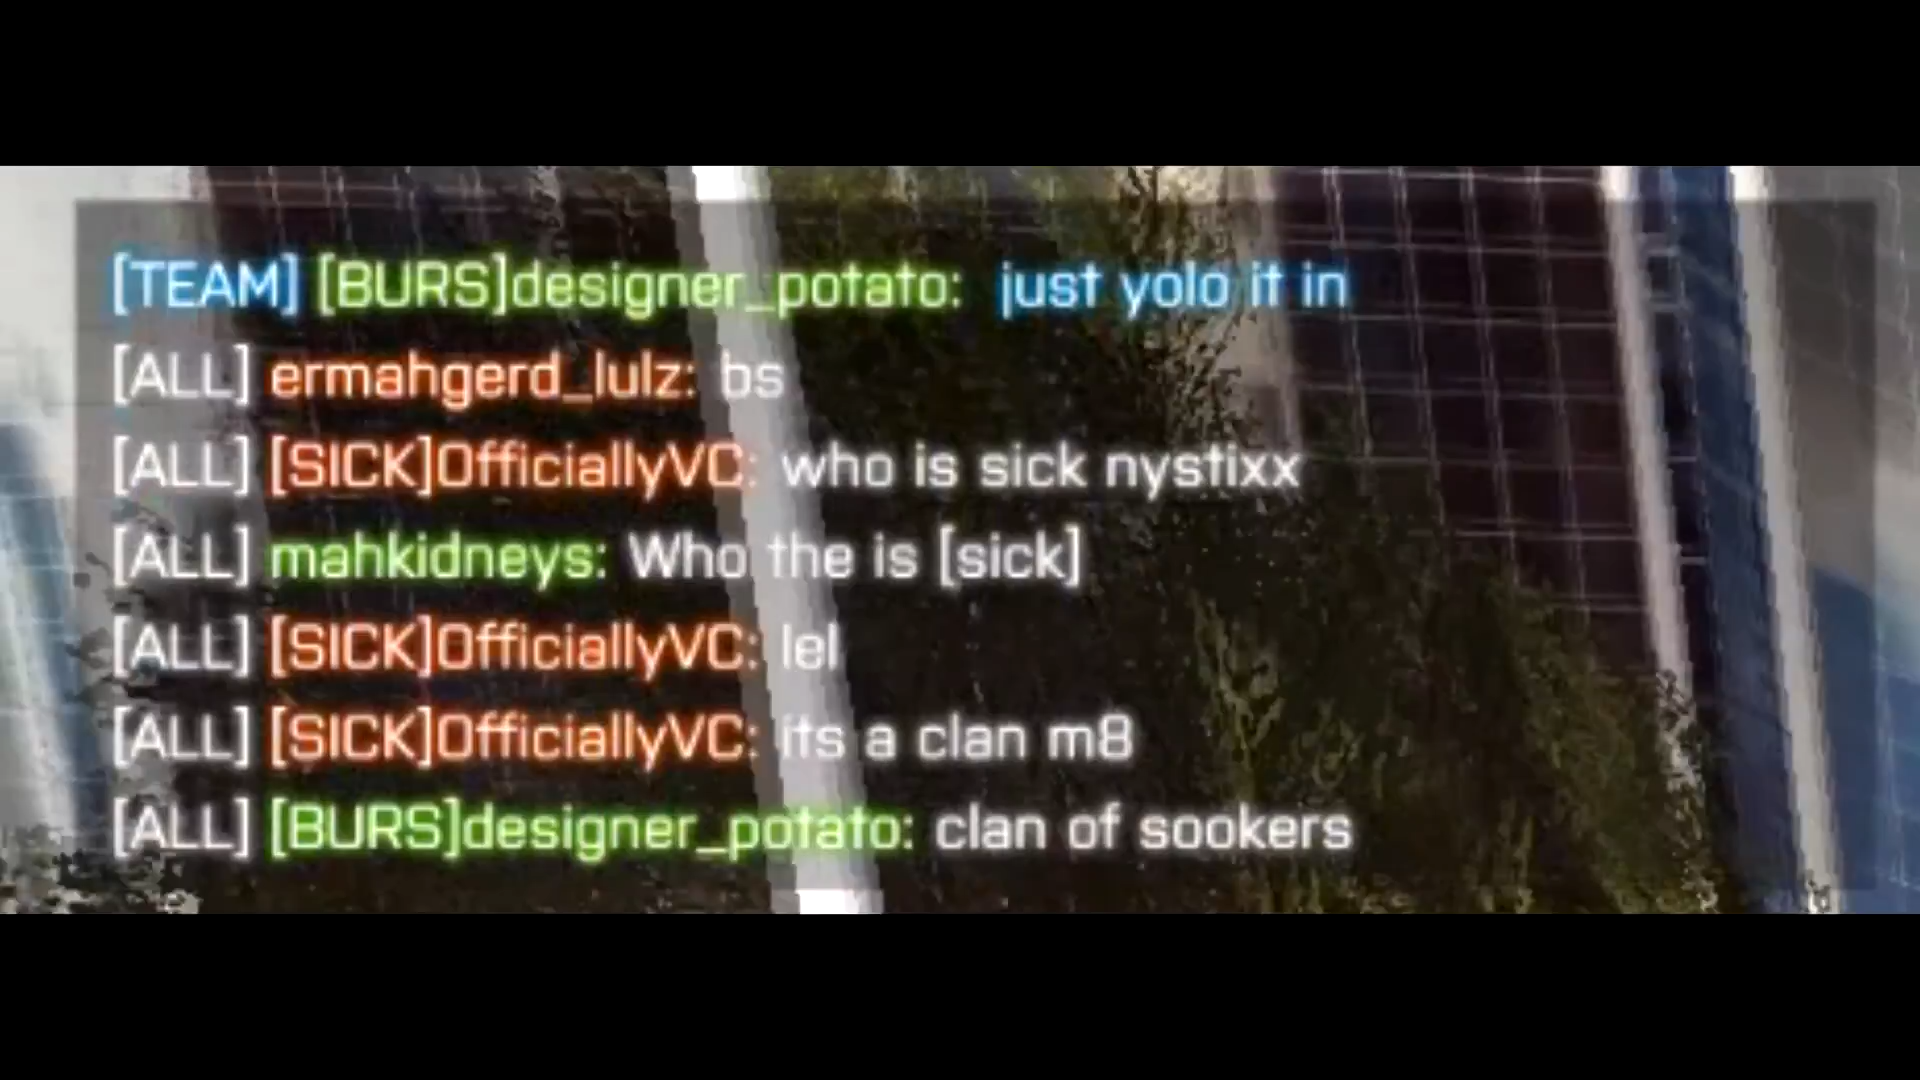 [TEAM] [BURS]designer_potato: just yolo it in
[ALL] ermahgerd_lulz: bs
[ALL] [SICK]OfficiallyVC: who is sick nystixx
[ALL] mahkidneys: Who the is [sick]
[ALL] [SICK]OfficiallyVC: lel
[ALL] [SICK]OfficiallyVC: its a clan m8
[ALL] [BURS]designer_potato: clan of sookers